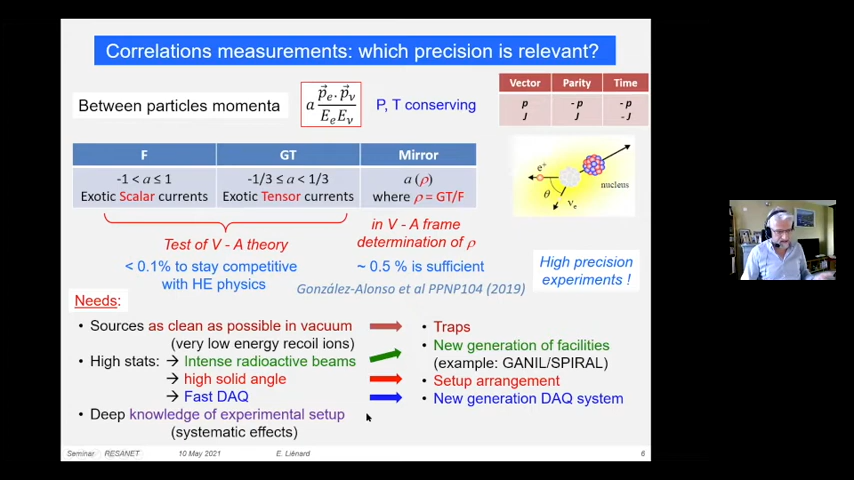 Correlations measurements: which precision is relevant?
Between particles momenta
a p⃗e.p⃗ν / EeEν
P, T conserving
Vector Parity Time
p - p - p
J J - J
F GT Mirror
-1 < a ≤ 1 -1/3 ≤ a < 1/3 a (ρ)
Exotic Scalar currents Exotic Tensor currents where ρ = GT/F
e+
nucleus
θ
νe
Test of V - A theory
in V - A frame
determination of ρ
< 0.1% to stay competitive
with HE physics
~ 0.5 % is sufficient
High precision
experiments !
González-Alonso et al PPNP104 (2019)
Needs:
• Sources as clean as possible in vacuum
(very low energy recoil ions)
• High stats: → Intense radioactive beams
→ high solid angle
→ Fast DAQ
• Deep knowledge of experimental setup
(systematic effects)
• Traps
• New generation of facilities
(example: GANIL/SPIRAL)
• Setup arrangement
• New generation DAQ system
Seminar RESANET 10 May 2021 E. Liénard 6